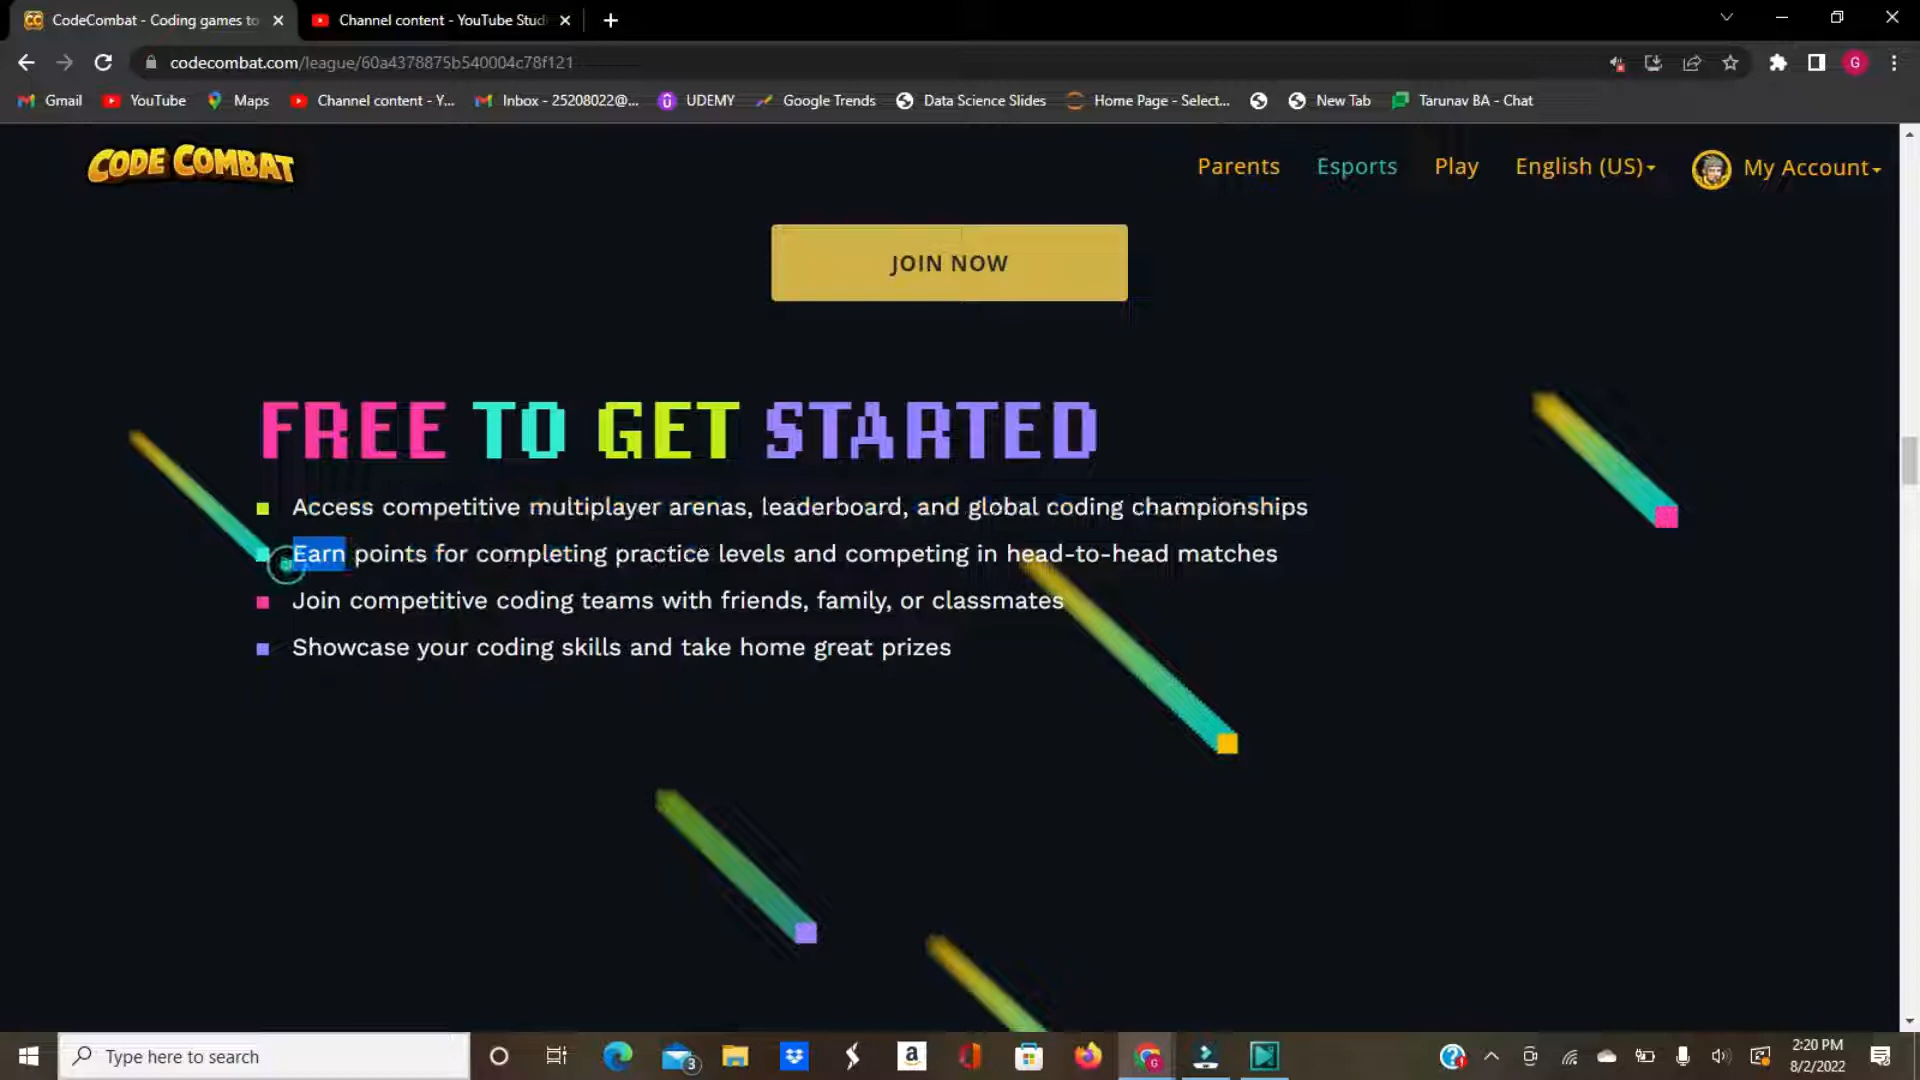 CodeCombat - Coding games to
Channel content - YouTube Studi
codecombat.com/league/60a4378875b540004c78f121
G
Gmail
YouTube
Maps
Channel content - Y...
Inbox - 25208022@...
UDEMY
Google Trends
Data Science Slides
Home Page - Select...
New Tab
Tarunav BA - Chat
CODE COMBAT
Parents
Esports
Play
English (US)
My Account
JOIN NOW
FREE TO GET STARTED
Access competitive multiplayer arenas, leaderboard, and global coding championships
Earn points for completing practice levels and competing in head-to-head matches
Join competitive coding teams with friends, family, or classmates
Showcase your coding skills and take home great prizes
Type here to search
3
2:20 PM
8/2/2022